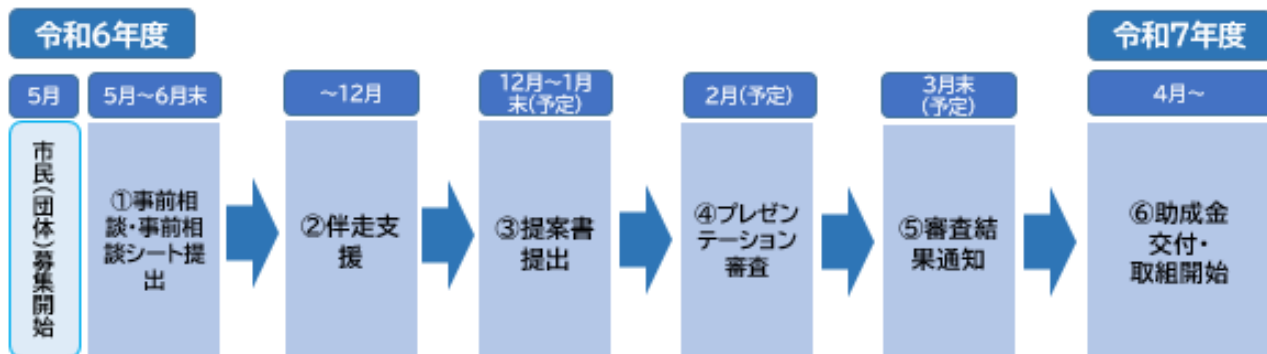 令和6年度
令和7年度
5月
5月～6月末
～12月
12月～1月
末(予定)
2月(予定)
3月末
(予定)
4月～
市民(団体)募集開始
①事前相
談・事前相
談シート提
出
②伴走支
援
③提案書
提出
④プレゼン
テーション
審査
⑤審査結
果通知
⑥助成金
交付・
取組開始